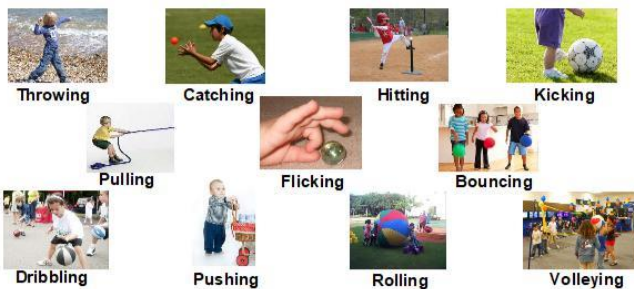 Throwing
Catching
Hitting
Kicking
Pulling
Flicking
Bouncing
Dribbling
Pushing
Rolling
Volleying